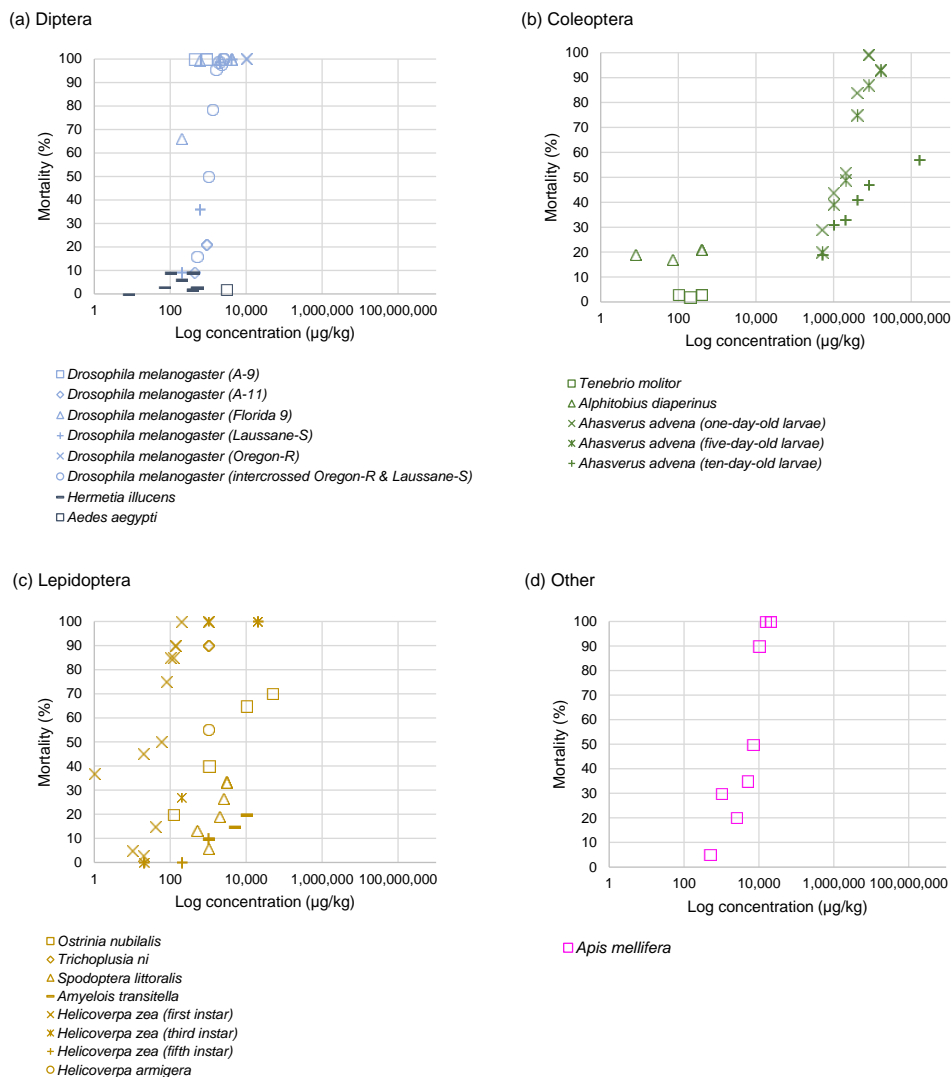 (a) Diptera
100
90
80
70
60
50
40
30
20
10
0
Mortality (%)
1 100 10,000 1,000,000 100,000,000
Log concentration (µg/kg)
Drosophila melanogaster (A-9)
Drosophila melanogaster (A-11)
Drosophila melanogaster (Florida 9)
Drosophila melanogaster (Laussane-S)
Drosophila melanogaster (Oregon-R)
Drosophila melanogaster (intercrossed Oregon-R & Laussane-S)
Hermetia illucens
Aedes aegypti
(b) Coleoptera
100
90
80
70
60
50
40
30
20
10
0
Mortality (%)
1 100 10,000 1,000,000 100,000,000
Log concentration (µg/kg)
Tenebrio molitor
Alphitobius diaperinus
Ahasverus advena (one-day-old larvae)
Ahasverus advena (five-day-old larvae)
Ahasverus advena (ten-day-old larvae)
(c) Lepidoptera
100
90
80
70
60
50
40
30
20
10
0
Mortality (%)
1 100 10,000 1,000,000 100,000,000
Log concentration (µg/kg)
Ostrinia nubilalis
Trichoplusia ni
Spodoptera littoralis
Amyelois transitella
Helicoverpa zea (first instar)
Helicoverpa zea (third instar)
Helicoverpa zea (fifth instar)
Helicoverpa armigera
(d) Other
100
90
80
70
60
50
40
30
20
10
0
Mortality (%)
1 100 10,000 1,000,000 100,000,000
Log concentration (µg/kg)
Apis mellifera